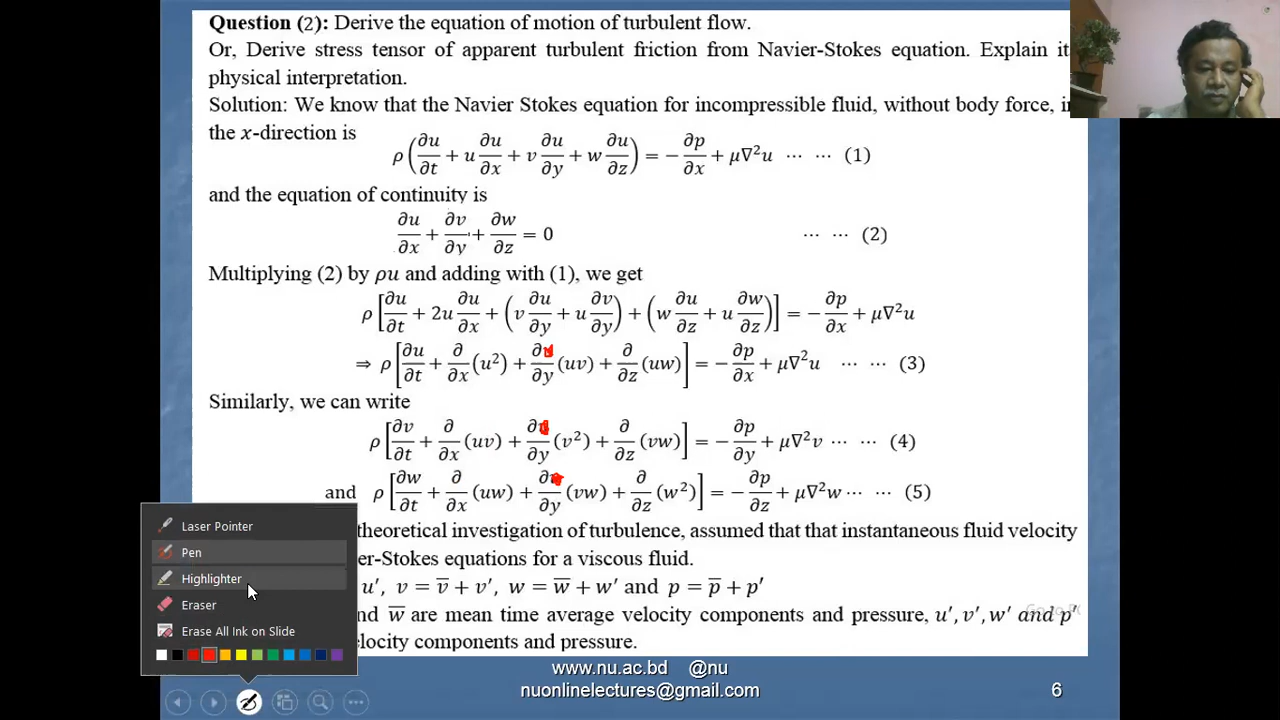 Question (2): Derive the equation of motion of turbulent flow.
Or, Derive stress tensor of apparent turbulent friction from Navier-Stokes equation. Explain it
physical interpretation.
Solution: We know that the Navier Stokes equation for incompressible fluid, without body force, in
the x-direction is
ρ(∂u/∂t + u ∂u/∂x + v ∂u/∂y + w ∂u/∂z) = −∂p/∂x + μ∇²u ⋯ ⋯ (1)
and the equation of continuity is
∂u/∂x + ∂v/∂y + ∂w/∂z = 0 ⋯ ⋯ (2)
Multiplying (2) by ρu and adding with (1), we get
ρ[∂u/∂t + 2u ∂u/∂x + (v ∂u/∂y + u ∂v/∂y) + (w ∂u/∂z + u ∂w/∂z)] = −∂p/∂x + μ∇²u
⇒ ρ[∂u/∂t + ∂/∂x (u²) + ∂/∂y (uv) + ∂/∂z (uw)] = −∂p/∂x + μ∇²u ⋯ ⋯ (3)
Similarly, we can write
ρ[∂v/∂t + ∂/∂x (uv) + ∂/∂y (v²) + ∂/∂z (vw)] = −∂p/∂y + μ∇²v ⋯ ⋯ (4)
and ρ[∂w/∂t + ∂/∂x (uw) + ∂/∂y (vw) + ∂/∂z (w²)] = −∂p/∂z + μ∇²w ⋯ ⋯ (5)
theoretical investigation of turbulence, assumed that that instantaneous fluid velocity
ier-Stokes equations for a viscous fluid.
u′, v = v̅ + v′, w = w̅ + w′ and p = p̅ + p′
nd w̅ are mean time average velocity components and pressure, u′, v′, w′ and p′
locity components and pressure.
Laser Pointer
Pen
Highlighter
Eraser
Erase All Ink on Slide
www.nu.ac.bd @nu
nuonlinelectures@gmail.com
6